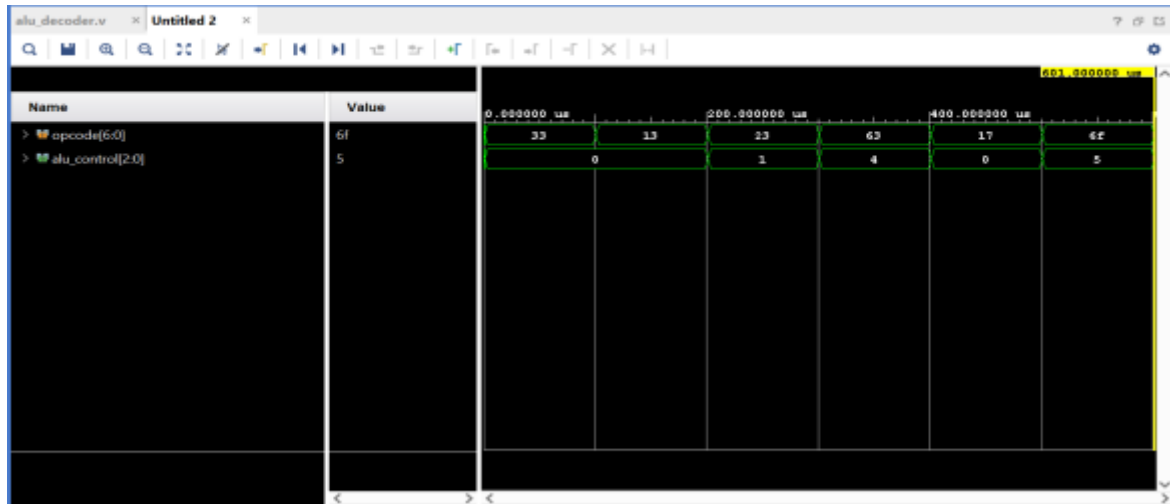 alu_decoder.v × Untitled 2 ×
601.000000 us
Name Value
0.000000 us 200.000000 us 400.000000 us
> opcode[6:0] 6f 33 13 23 63 17 6f
> alu_control[2:0] 5 0 1 4 0 5